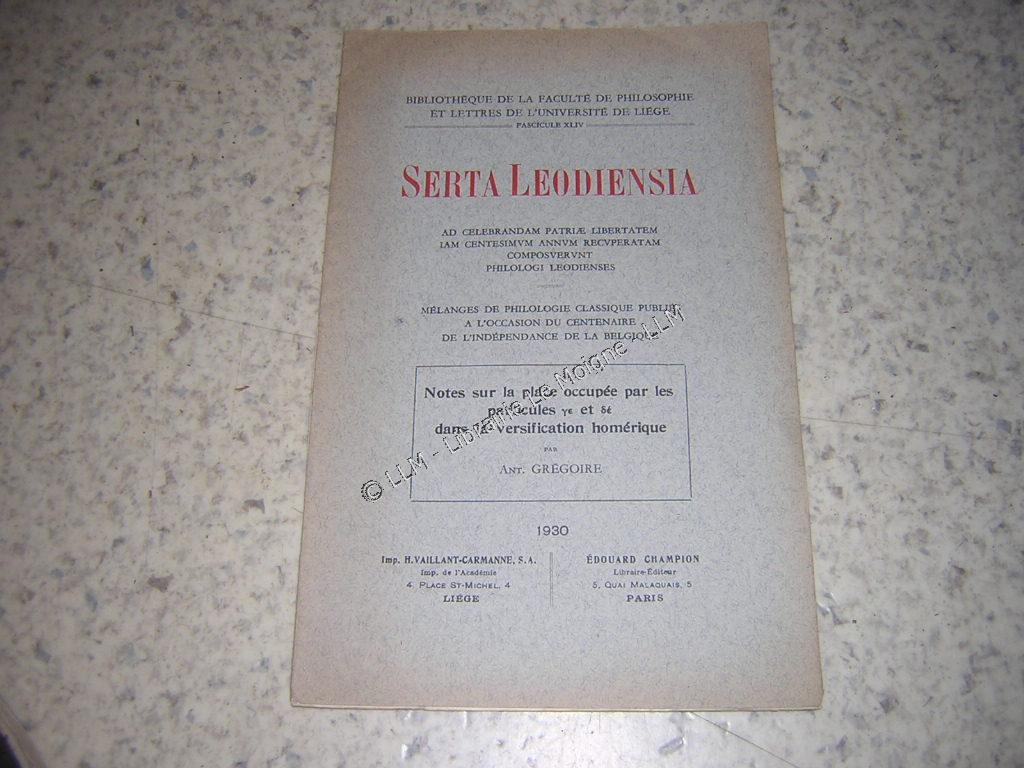 BIBLIOTHÈQUE DE LA FACULTÉ DE PHILOSOPHIE
ET LETTRES DE L'UNIVERSITÉ DE LIÉGE
FASCICULE XLIV
SERTA LEODIENSIA
AD CELEBRANDAM PATRIÆ LIBERTATEM
IAM CENTESIMVM ANNVM RECVPERATAM
COMPOSVERVNT
PHILOLOGI LEODIENSES
MÉLANGES DE PHILOLOGIE CLASSIQUE PUBLIÉS
A L'OCCASION DU CENTENAIRE
DE L'INDÉPENDANCE DE LA BELGIQUE
Notes sur la place occupée par les
particules γε et δέ
dans la versification homérique
PAR
ANT. GRÉGOIRE
© LLM - Librairie Le Moigne - LLM
1930
Imp. H. VAILLANT-CARMANNE, S. A.
Imp. de l'Académie
4, PLACE ST-MICHEL, 4
LIÉGE
ÉDOUARD CHAMPION
Libraire-Éditeur
5, QUAI MALAQUAIS, 5
PARIS